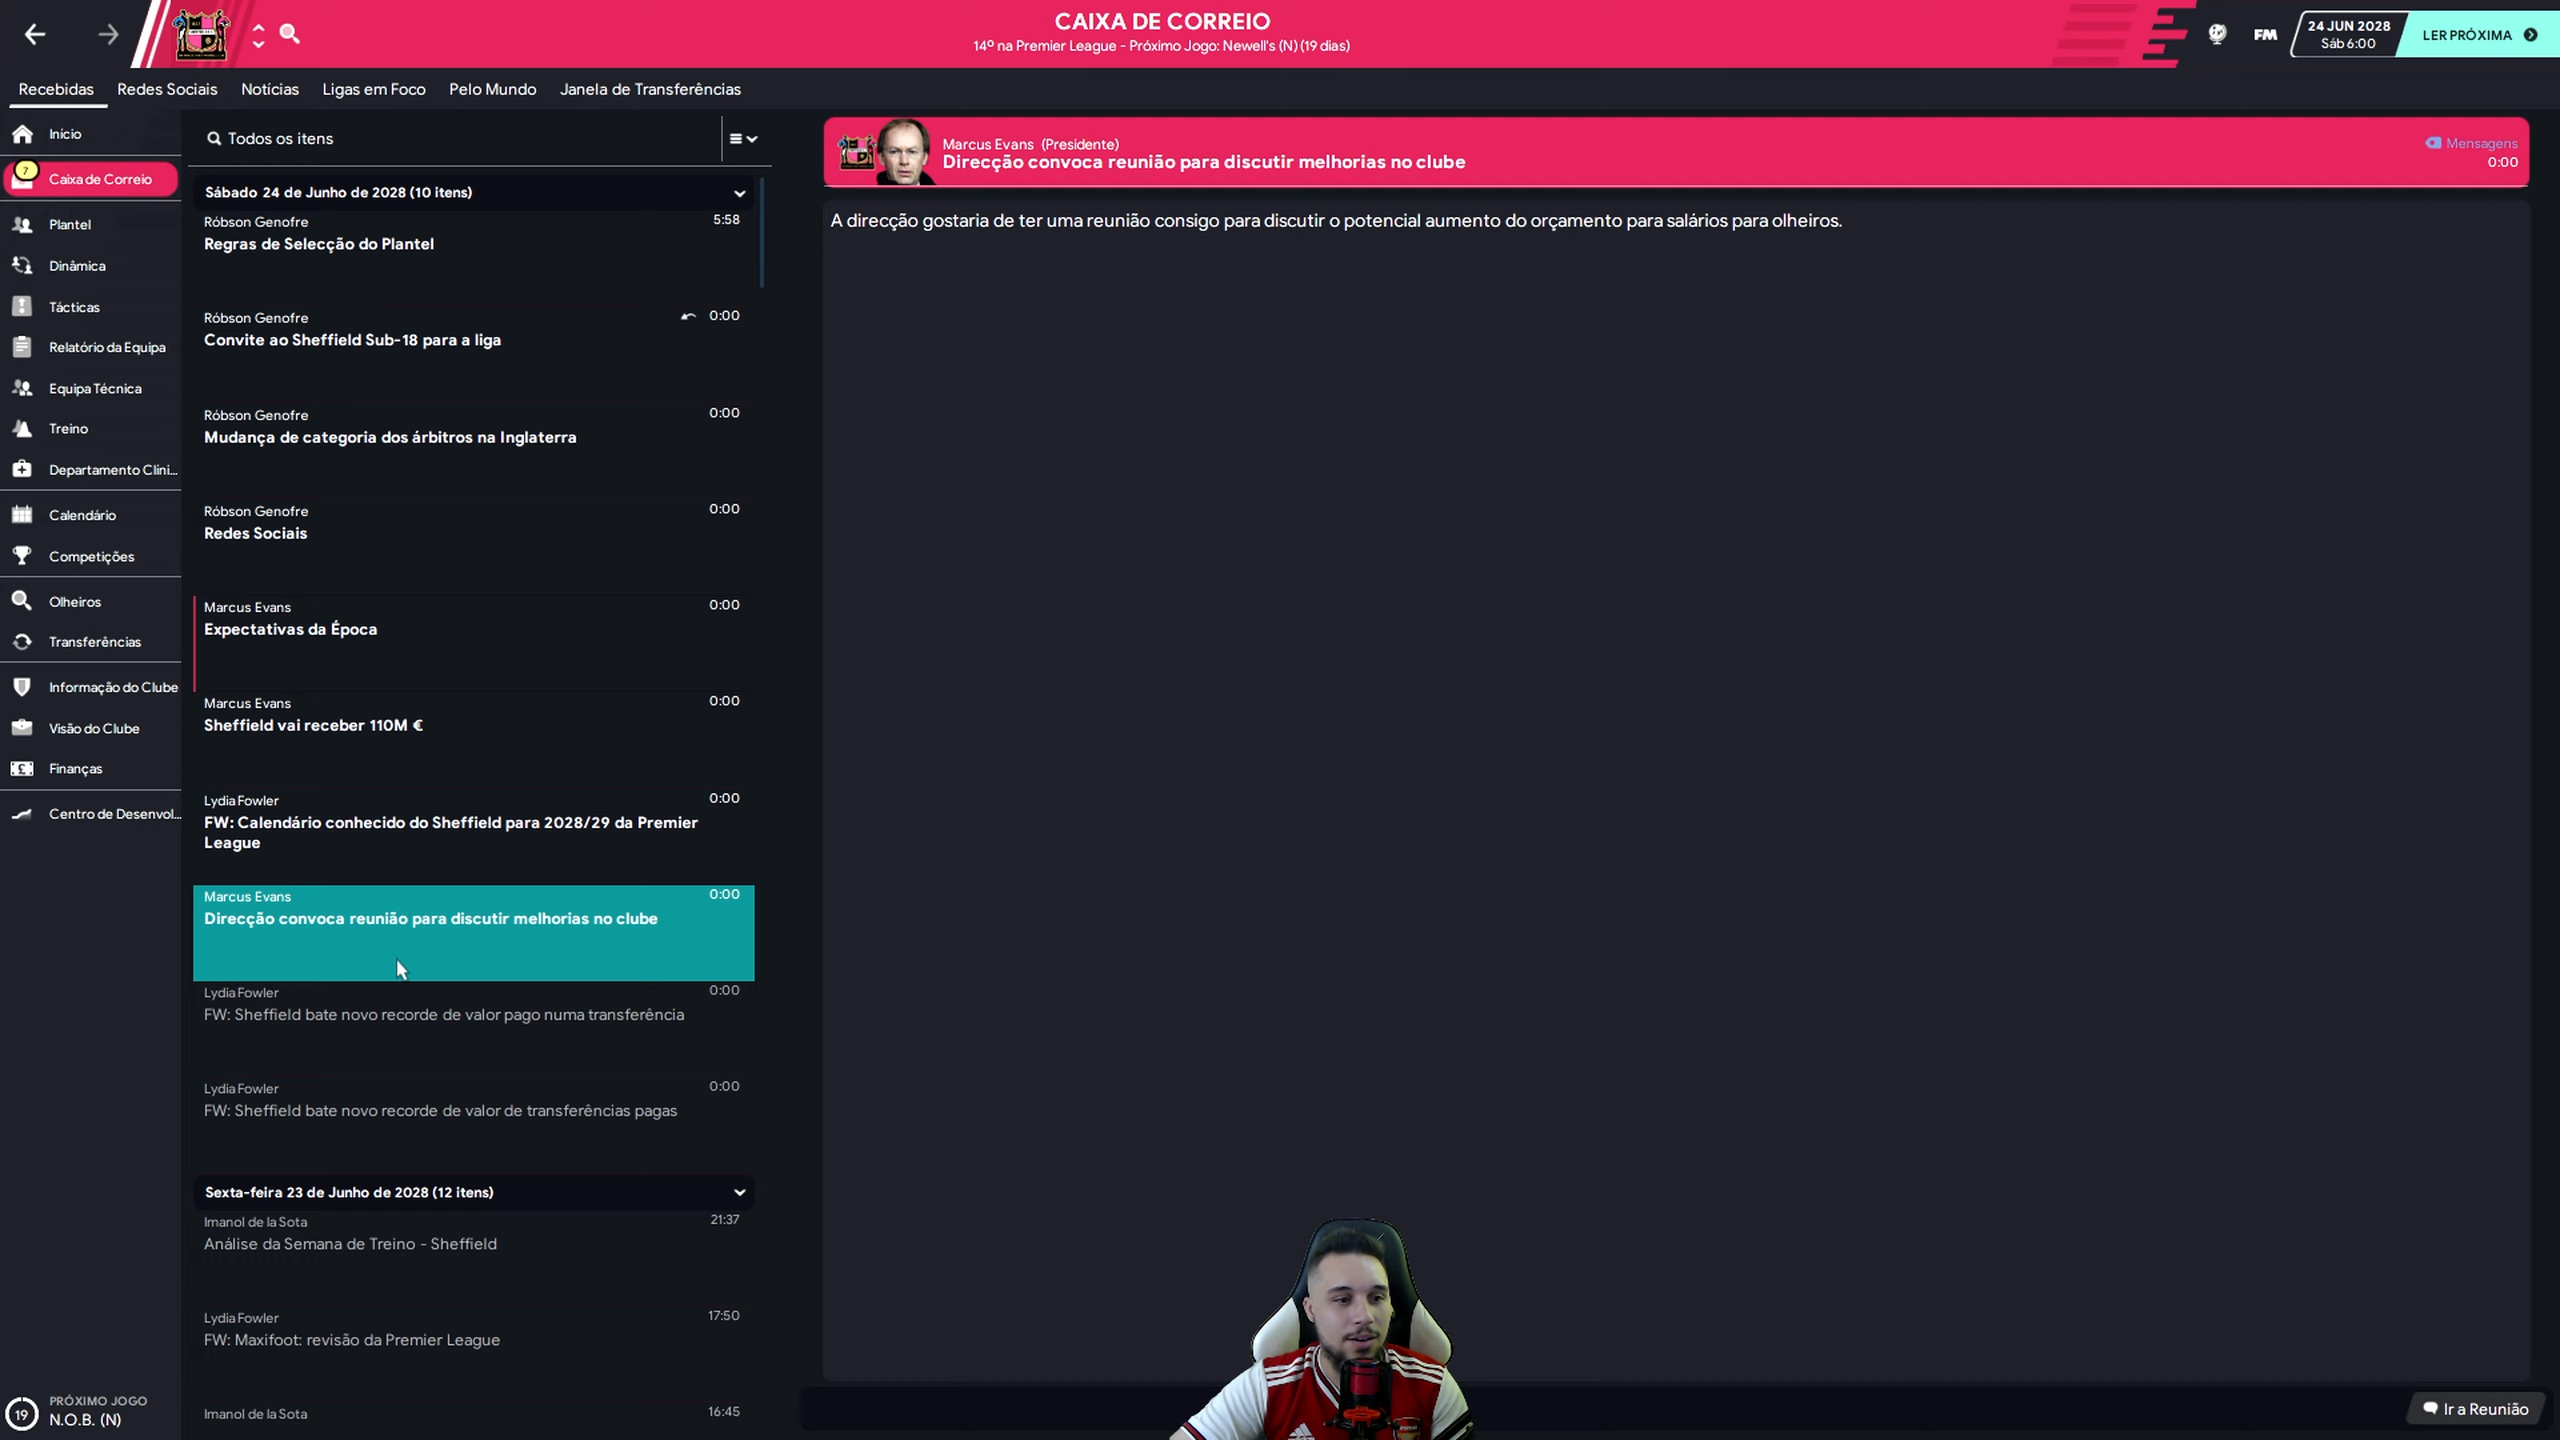 CAIXA DE CORREIO
14º na Premier League - Próximo Jogo: Newell's (N) (19 dias)
FM
24 JUN 2028
Sáb 6:00
LER PRÓXIMA
Recebidas
Redes Sociais
Notícias
Ligas em Foco
Pelo Mundo
Janela de Transferências
Início
7
Caixa de Correio
Plantel
Dinâmica
Tácticas
Relatório da Equipa
Equipa Técnica
Treino
Departamento Clíni...
Calendário
Competições
Olheiros
Transferências
Informação do Clube
Visão do Clube
Finanças
Centro de Desenvol...
19
PRÓXIMO JOGO
N.O.B. (N)
Todos os itens
Sábado 24 de Junho de 2028 (10 itens)
Róbson Genofre
5:58
Regras de Selecção do Plantel
Róbson Genofre
0:00
Convite ao Sheffield Sub-18 para a liga
Róbson Genofre
0:00
Mudança de categoria dos árbitros na Inglaterra
Róbson Genofre
0:00
Redes Sociais
Marcus Evans
0:00
Expectativas da Época
Marcus Evans
0:00
Sheffield vai receber 110M €
Lydia Fowler
0:00
FW: Calendário conhecido do Sheffield para 2028/29 da Premier
League
Marcus Evans
0:00
Direcção convoca reunião para discutir melhorias no clube
Lydia Fowler
0:00
FW: Sheffield bate novo recorde de valor pago numa transferência
Lydia Fowler
0:00
FW: Sheffield bate novo recorde de valor de transferências pagas
Sexta-feira 23 de Junho de 2028 (12 itens)
Imanol de la Sota
21:37
Análise da Semana de Treino - Sheffield
Lydia Fowler
17:50
FW: Maxifoot: revisão da Premier League
Imanol de la Sota
16:45
Marcus Evans (Presidente)
Direcção convoca reunião para discutir melhorias no clube
Mensagens
0:00
A direcção gostaria de ter uma reunião consigo para discutir o potencial aumento do orçamento para salários para olheiros.
Ir a Reunião